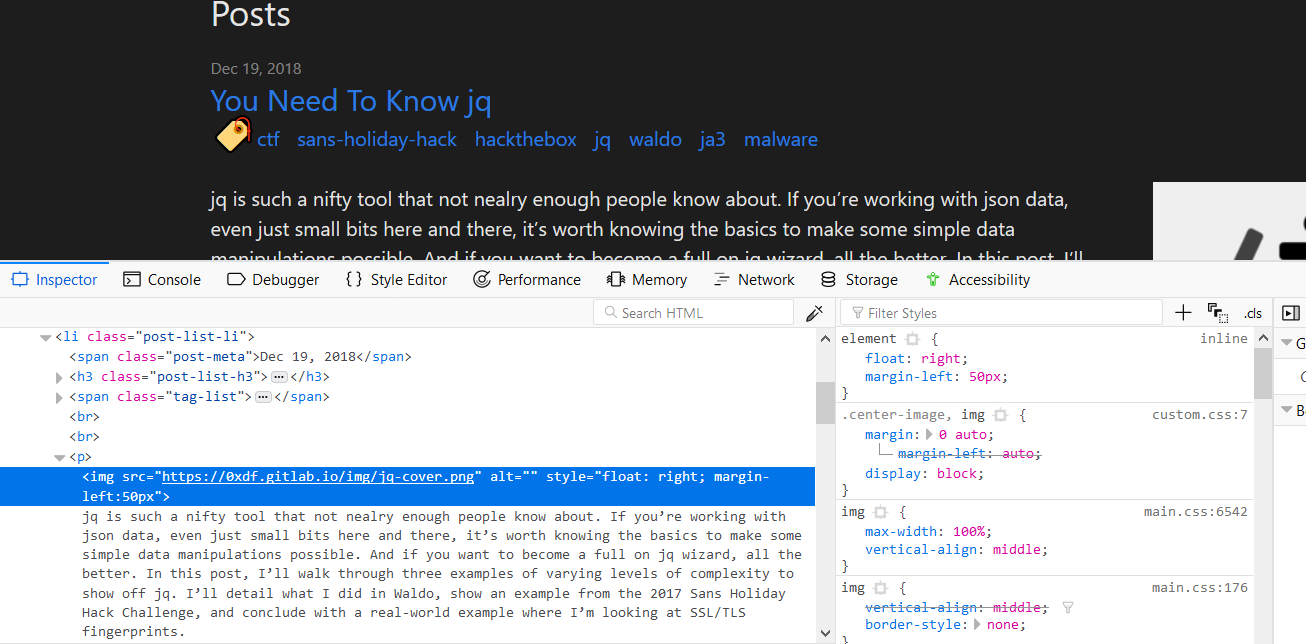 Posts
Dec 19, 2018
You Need To Know jq
ctf sans-holiday-hack hackthebox jq waldo ja3 malware
jq is such a nifty tool that not nealry enough people know about. If you’re working with json data,
even just small bits here and there, it’s worth knowing the basics to make some simple data
manipulations possible. And if you want to become a full on jq wizard, all the better. In this post, I’ll
Inspector Console Debugger {} Style Editor Performance Memory Network Storage Accessibility
Search HTML
Filter Styles + .cls
<li class="post-list-li">
<span class="post-meta">Dec 19, 2018</span>
<h3 class="post-list-h3">…</h3>
<span class="tag-list">…</span>
<br>
<br>
<p>
<img src="https://0xdf.gitlab.io/img/jq-cover.png" alt="" style="float: right; margin-
left:50px">
jq is such a nifty tool that not nealry enough people know about. If you’re working with
json data, even just small bits here and there, it’s worth knowing the basics to make some
simple data manipulations possible. And if you want to become a full on jq wizard, all the
better. In this post, I’ll walk through three examples of varying levels of complexity to
show off jq. I’ll detail what I did in Waldo, show an example from the 2017 Sans Holiday
Hack Challenge, and conclude with a real-world example where I’m looking at SSL/TLS
fingerprints.
element { inline
float: right;
margin-left: 50px;
}
.center-image, img { custom.css:7
margin: 0 auto;
margin-left: auto;
display: block;
}
img { main.css:6542
max-width: 100%;
vertical-align: middle;
}
img { main.css:176
vertical-align: middle;
border-style: none;
}
G
B